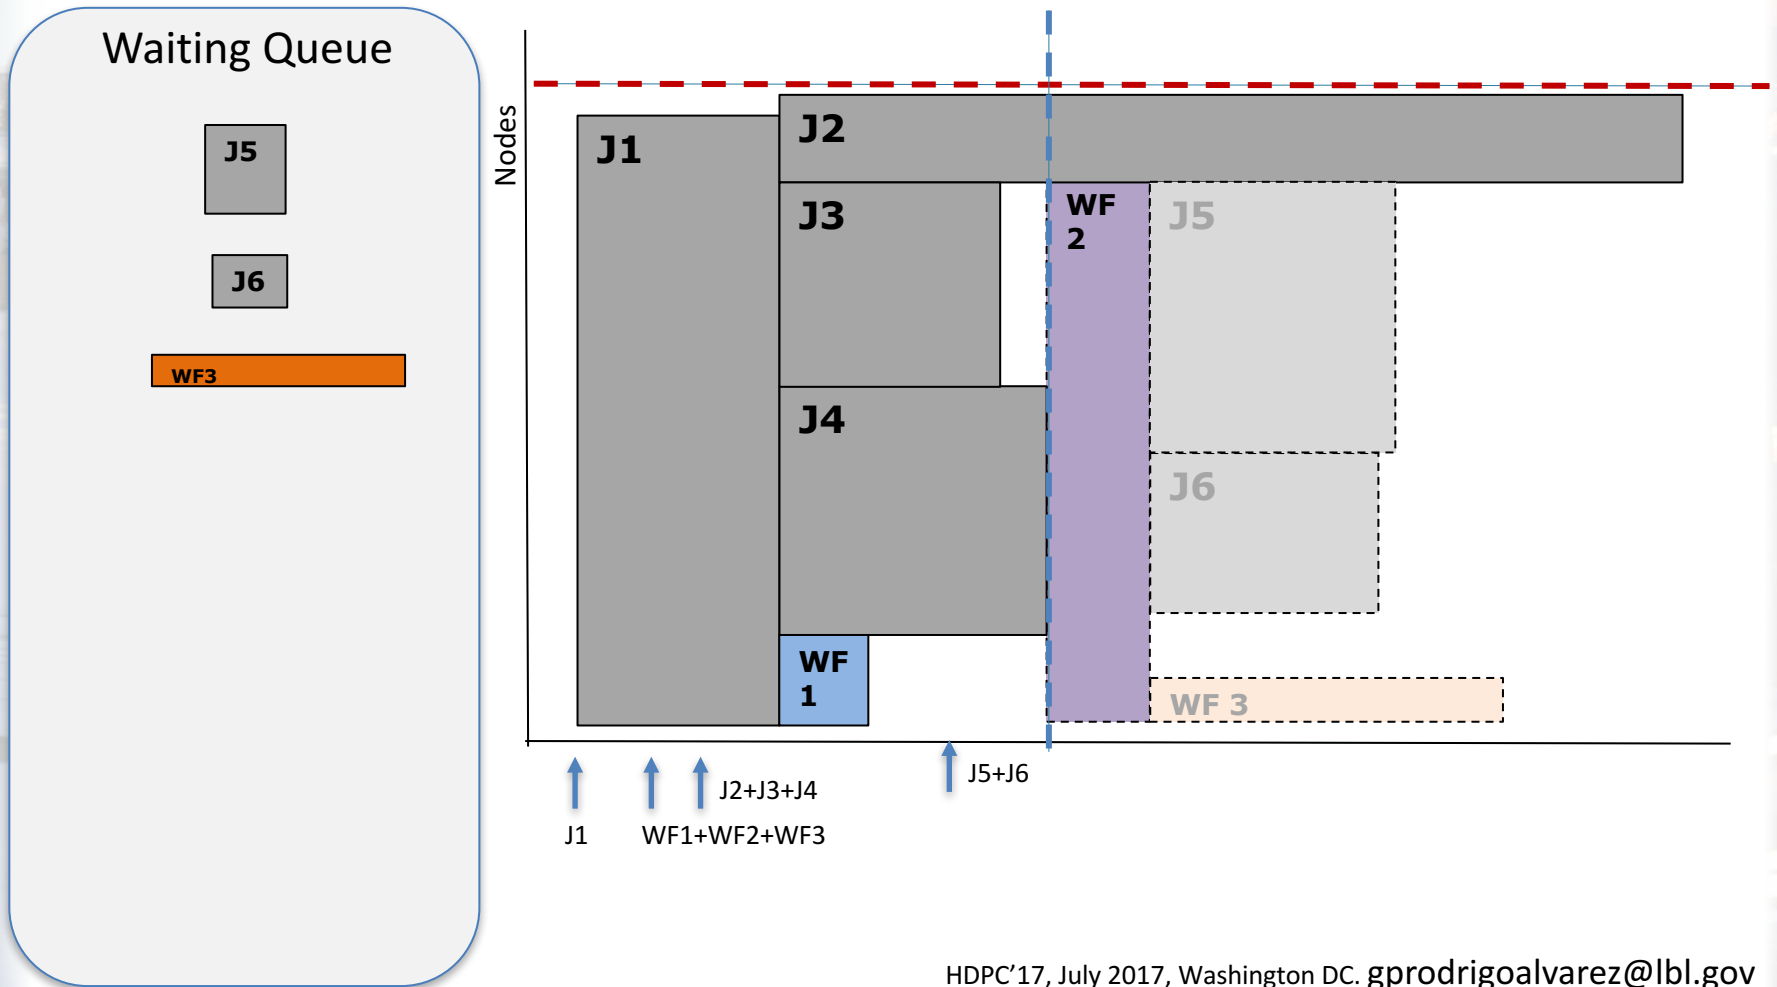 Waiting Queue
J5
J6
WF3
Nodes
J1
J2
J3
J4
WF
1
WF
2
J5
J6
WF 3
J5+J6
J2+J3+J4
J1
WF1+WF2+WF3
HDPC’17, July 2017, Washington DC. gprodrigoalvarez@lbl.gov